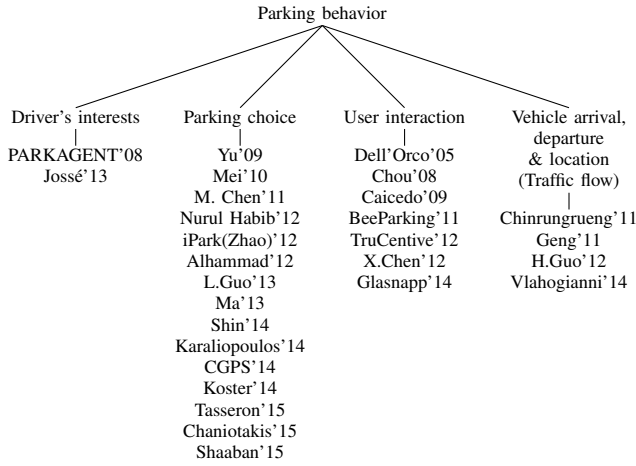 Parking behavior
Driver's interests
PARKAGENT'08
Jossé'13
Parking choice
Yu'09
Mei'10
M. Chen'11
Nurul Habib'12
iPark(Zhao)'12
Alhammad'12
L.Guo'13
Ma'13
Shin'14
Karaliopoulos'14
CGPS'14
Koster'14
Tasseron'15
Chaniotakis'15
Shaaban'15
User interaction
Dell'Orco'05
Chou'08
Caicedo'09
BeeParking'11
TruCentive'12
X.Chen'12
Glasnapp'14
Vehicle arrival,
departure
& location
(Traffic flow)
Chinrungrueng'11
Geng'11
H.Guo'12
Vlahogianni'14